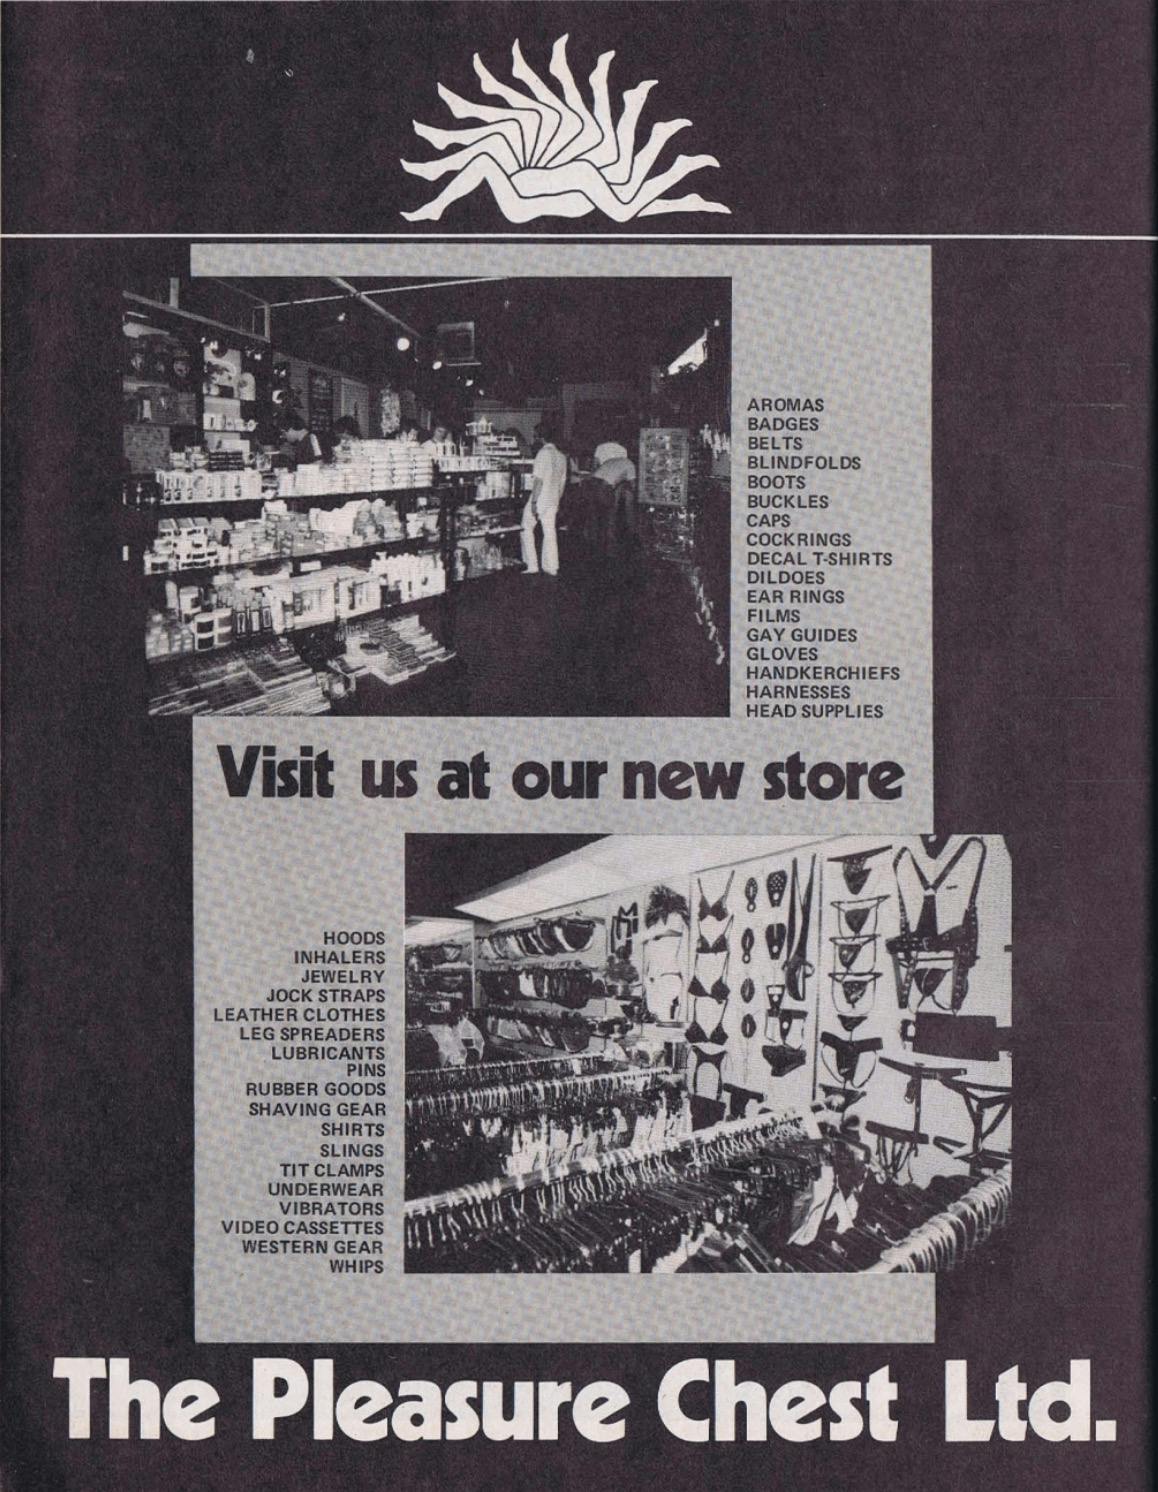 AROMAS
BADGES
BELTS
BLINDFOLDS
BOOTS
BUCKLES
CAPS
COCKRINGS
DECAL T-SHIRTS
DILDOES
EAR RINGS
FILMS
GAY GUIDES
GLOVES
HANDKERCHIEFS
HARNESSES
HEAD SUPPLIES
Visit us at our new store
HOODS
INHALERS
JEWELRY
JOCK STRAPS
LEATHER CLOTHES
LEG SPREADERS
LUBRICANTS
PINS
RUBBER GOODS
SHAVING GEAR
SHIRTS
SLINGS
TIT CLAMPS
UNDERWEAR
VIBRATORS
VIDEO CASSETTES
WESTERN GEAR
WHIPS
The Pleasure Chest Ltd.